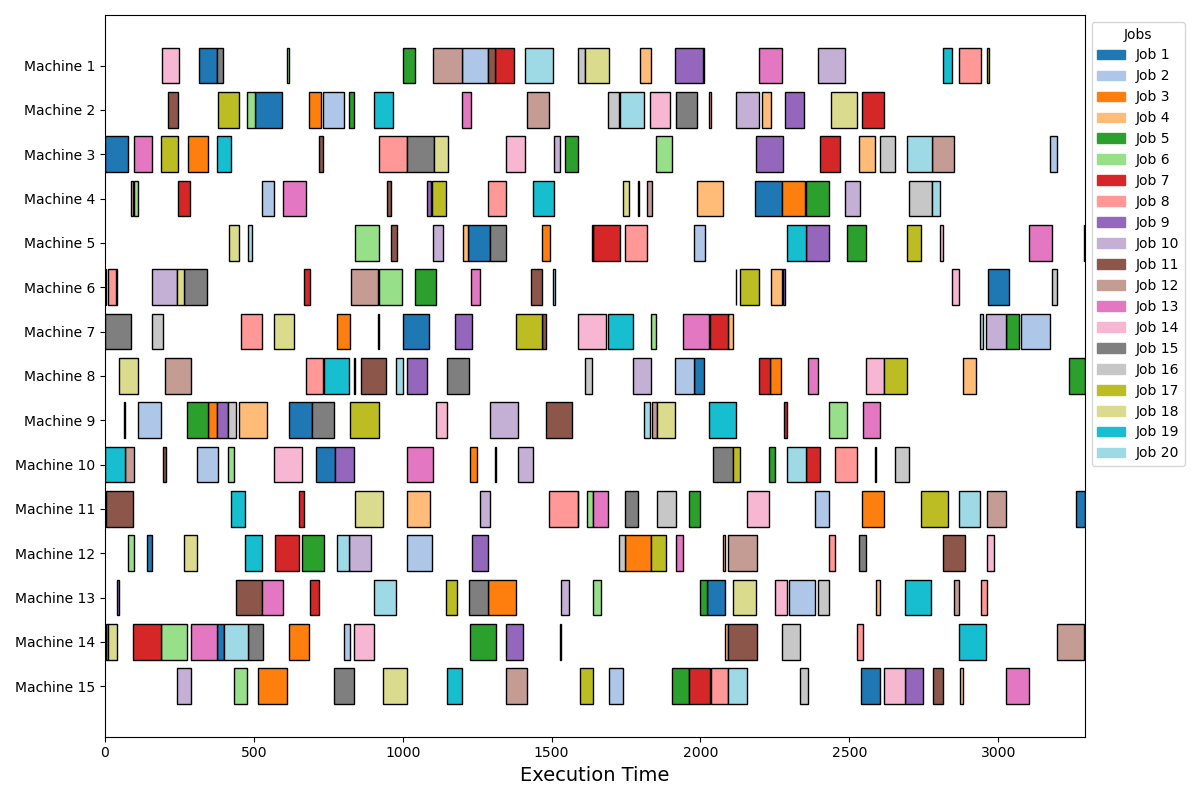 Machine 1
Machine 2
Machine 3
Machine 4
Machine 5
Machine 6
Machine 7
Machine 8
Machine 9
Machine 10
Machine 11
Machine 12
Machine 13
Machine 14
Machine 15
0 500 1000 1500 2000 2500 3000
Execution Time
Jobs
Job 1
Job 2
Job 3
Job 4
Job 5
Job 6
Job 7
Job 8
Job 9
Job 10
Job 11
Job 12
Job 13
Job 14
Job 15
Job 16
Job 17
Job 18
Job 19
Job 20